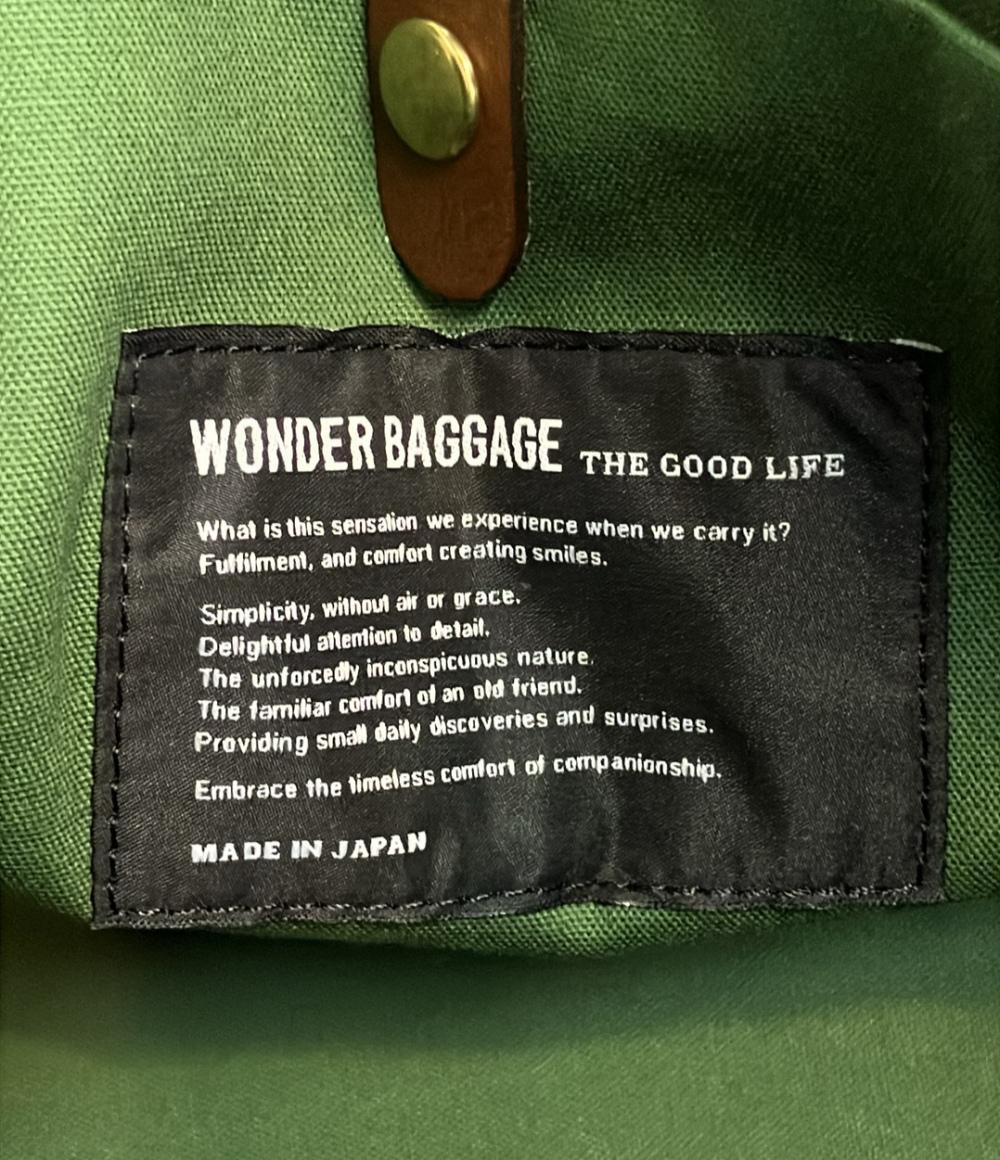 WONDER BAGGAGE THE GOOD LIFE
What is this sensation we experience when we carry it?
Fulfilment, and comfort creating smiles.
Simplicity, without air or grace.
Delightful attention to detail.
The unforcedly inconspicuous nature.
The familiar comfort of an old friend.
Providing small daily discoveries and surprises.
Embrace the timeless comfort of companionship.
MADE IN JAPAN